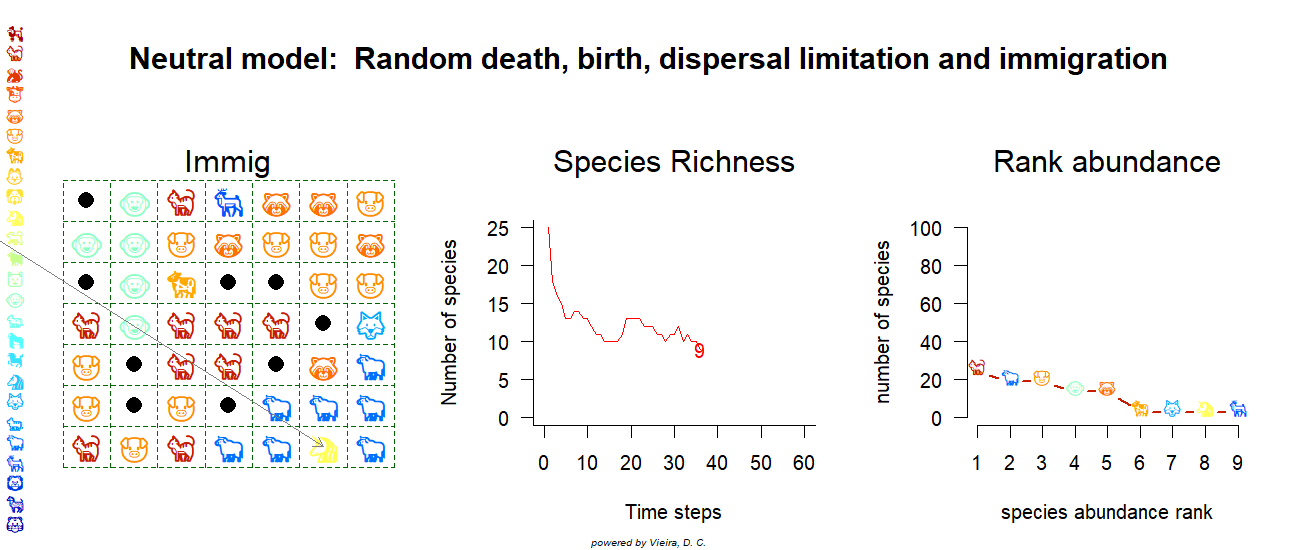 Neutral model:  Random death, birth, dispersal limitation and immigration
Immig
Species Richness
Number of species
25
20
15
10
5
0
9
0 10 20 30 40 50 60
Time steps
Rank abundance
number of species
100
80
60
40
20
0
1 2 3 4 5 6 7 8 9
species abundance rank
powered by Vieira, D. C.